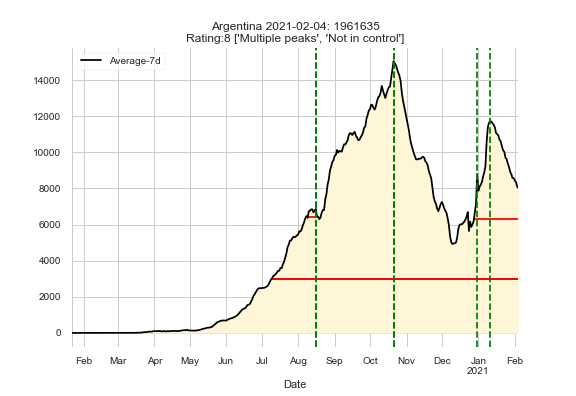 Argentina 2021-02-04: 1961635
Rating:8 ['Multiple peaks', 'Not in control']
Average-7d
14000
12000
10000
8000
6000
4000
2000
0
Feb Mar Apr May Jun Jul Aug Sep Oct Nov Dec Jan Feb
2021
Date